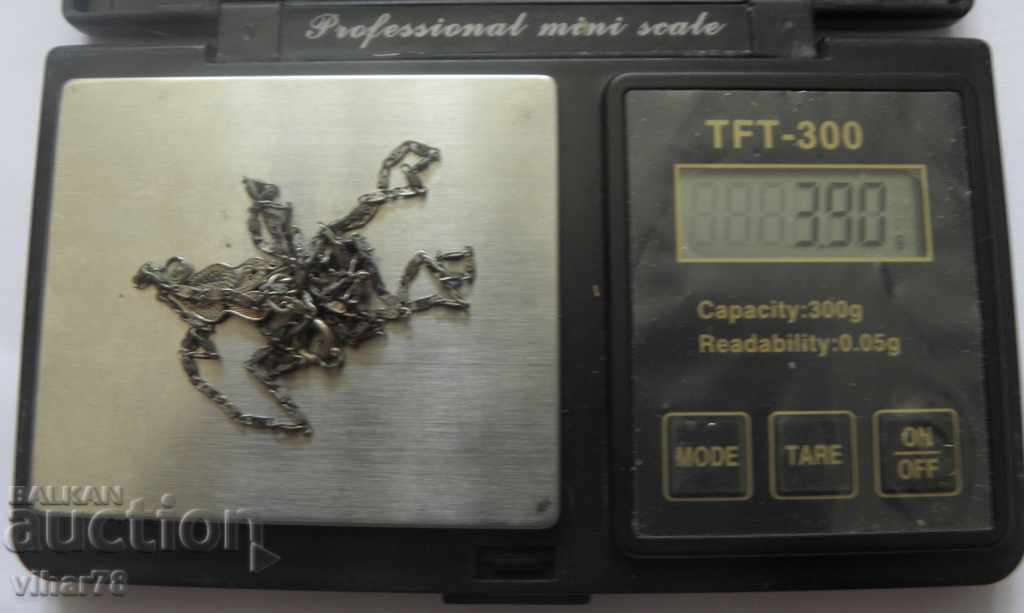 Professional mini scale
TFT-300
3.90 g
Capacity:300g
Readability:0.05g
MODE
TARE
ON
OFF
BALKAN
auction
vihar78